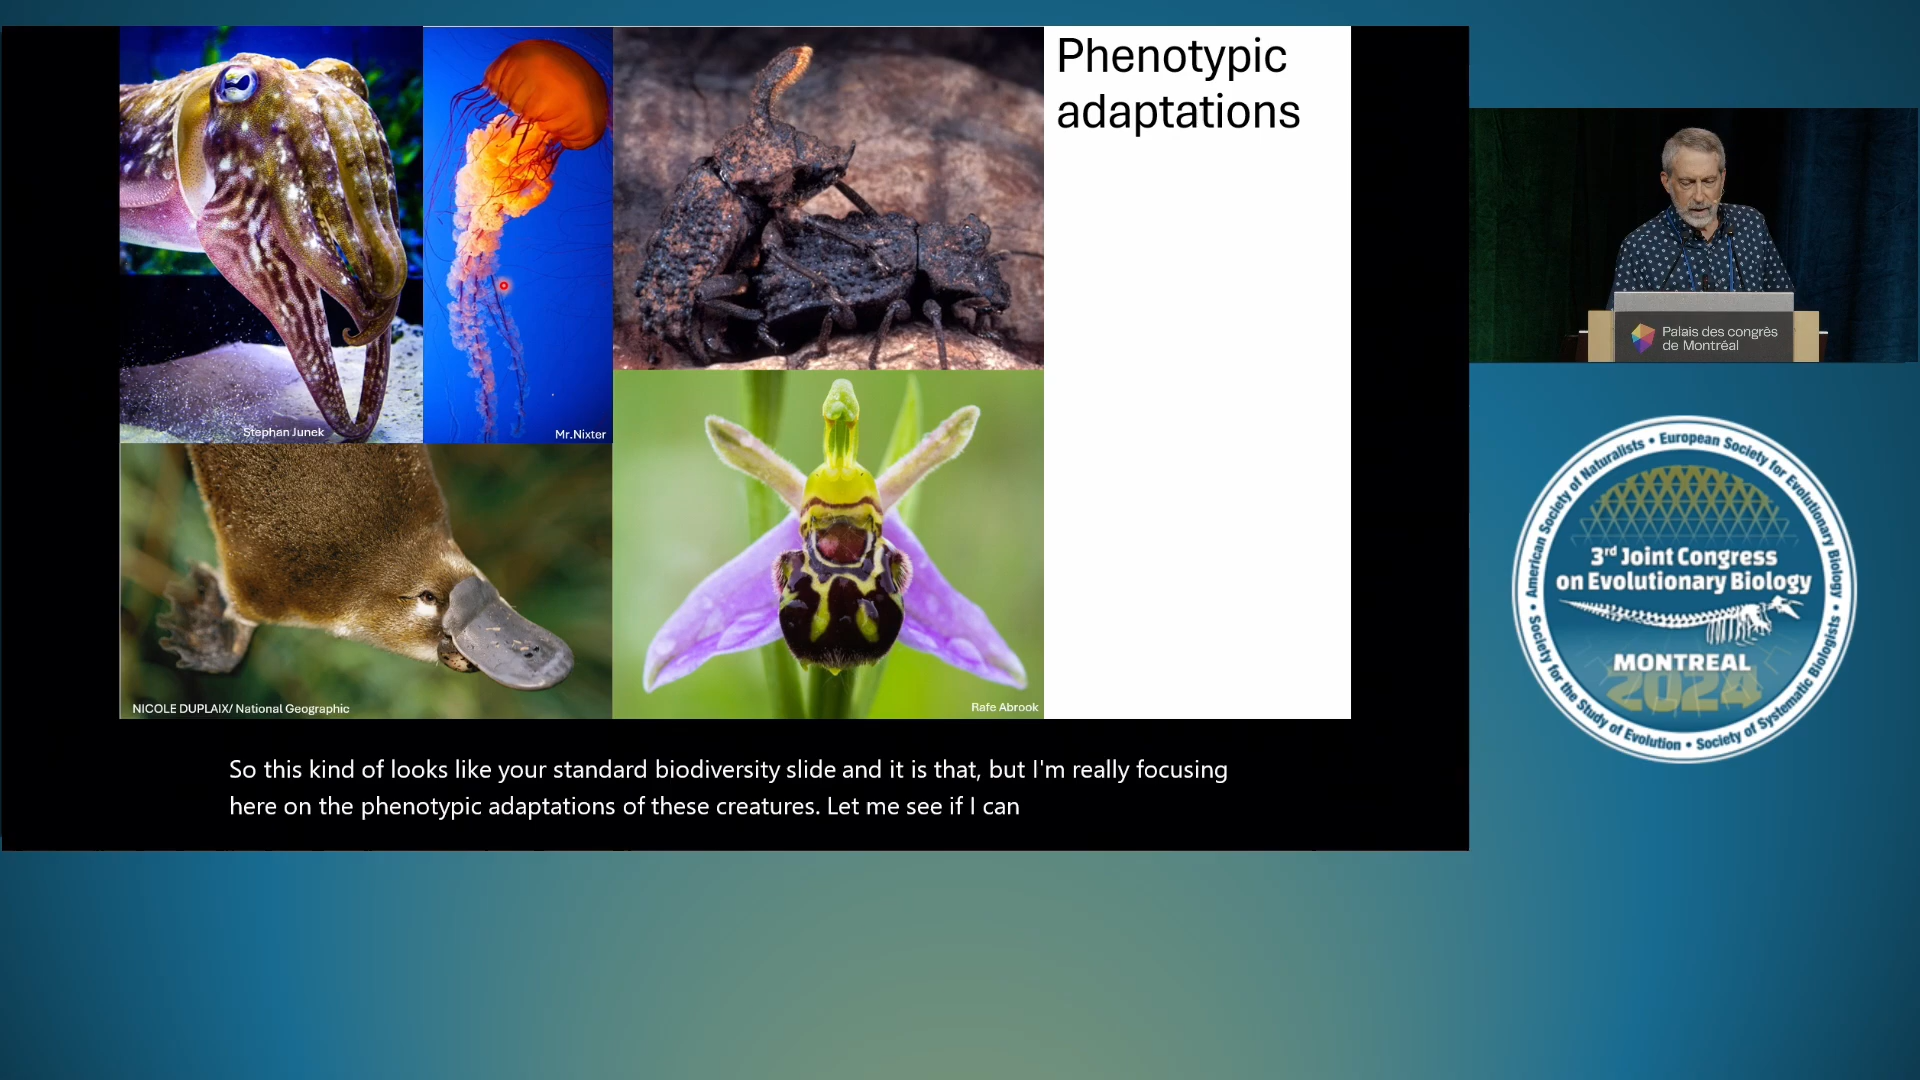 Phenotypic
adaptations
Stephan Junek
Mr.Nixter
NICOLE DUPLAIX/ National Geographic
Rafe Abrook
So this kind of looks like your standard biodiversity slide and it is that, but I'm really focusing
here on the phenotypic adaptations of these creatures. Let me see if I can
Palais des congrès
de Montréal
American Society of Naturalists • European Society for Evolutionary Biology •
Society for the Study of Evolution • Society of Systematic Biologists •
3rd Joint Congress
on Evolutionary Biology
MONTREAL
2024